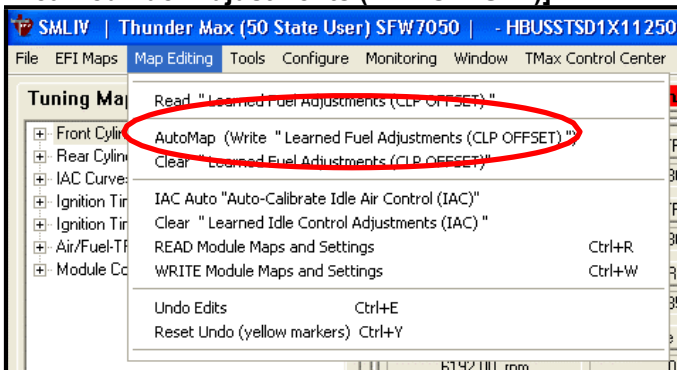 SMLIV | Thunder Max (50 State User) SFW7050 | - HBUSSTSD1X11250
File EFI Maps Map Editing Tools Configure Monitoring Window TMax Control Center
Tuning Ma
Read "Learned Fuel Adjustments (CLP OFFSET)"
Front Cylin
AutoMap (Write "Learned Fuel Adjustments (CLP OFFSET)")
Rear Cylin
Clear "Learned Fuel Adjustments (CLP OFFSET)"
IAC Curve
IAC Auto "Auto-Calibrate Idle Air Control (IAC)"
Ignition Tir
Clear "Learned Idle Control Adjustments (IAC)"
Ignition Tir
READ Module Maps and Settings Ctrl+R
Air/Fuel-TF
WRITE Module Maps and Settings Ctrl+W
Module Co
Undo Edits Ctrl+E
Reset Undo (yellow markers) Ctrl+Y
6192.00 rpm